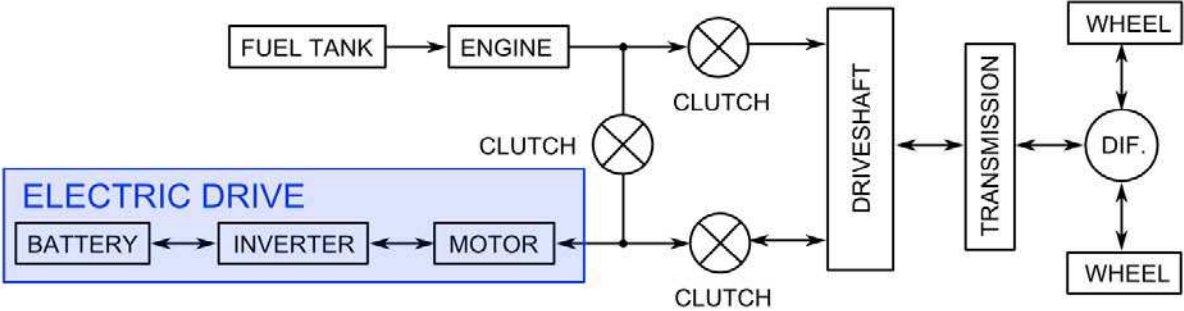 WHEEL
FUEL TANK
ENGINE
CLUTCH
CLUTCH
DRIVESHAFT
TRANSMISSION
DIF.
ELECTRIC DRIVE
BATTERY
INVERTER
MOTOR
CLUTCH
WHEEL